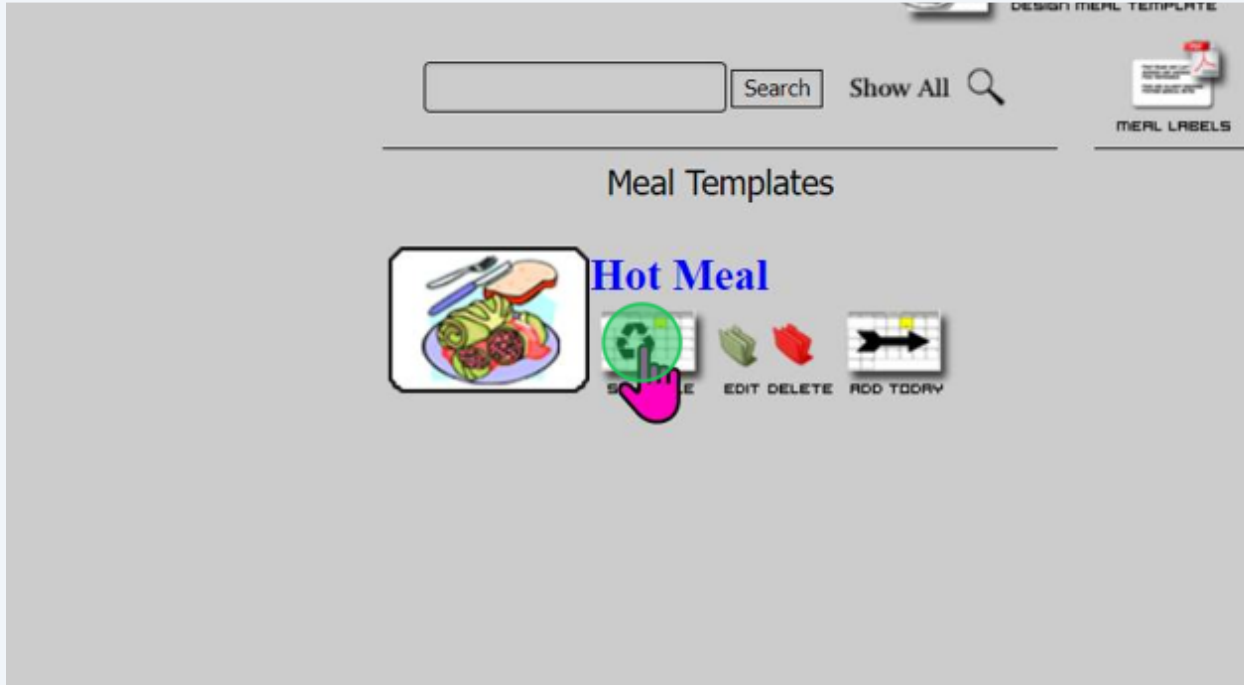 DESIGN MEAL TEMPLATE
Search
Show All
MEAL LABELS
Meal Templates
Hot Meal
EDIT
DELETE
ADD TODAY